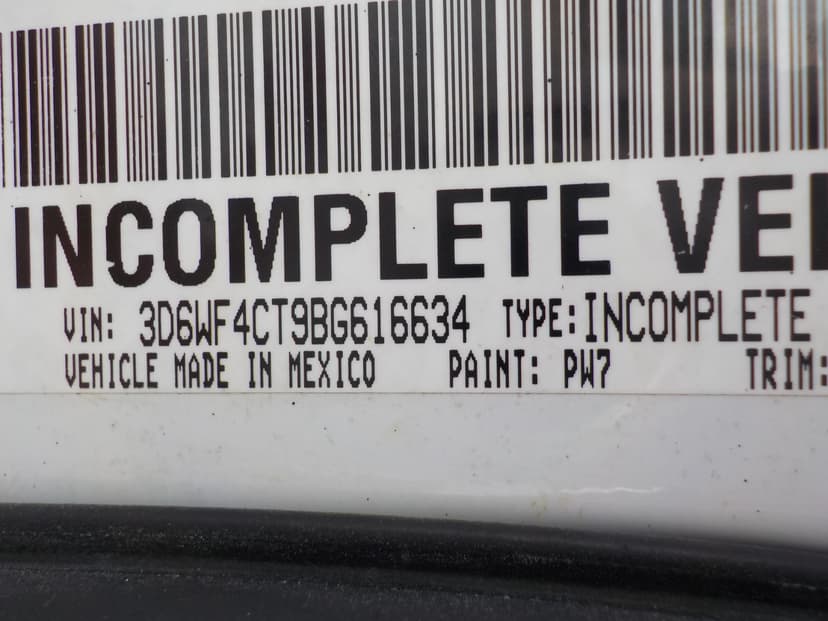 INCOMPLETE VE
VIN: 3D6WF4CT9BG616634 TYPE:INCOMPLETE
VEHICLE MADE IN MEXICO PAINT: PW7 TRIM: